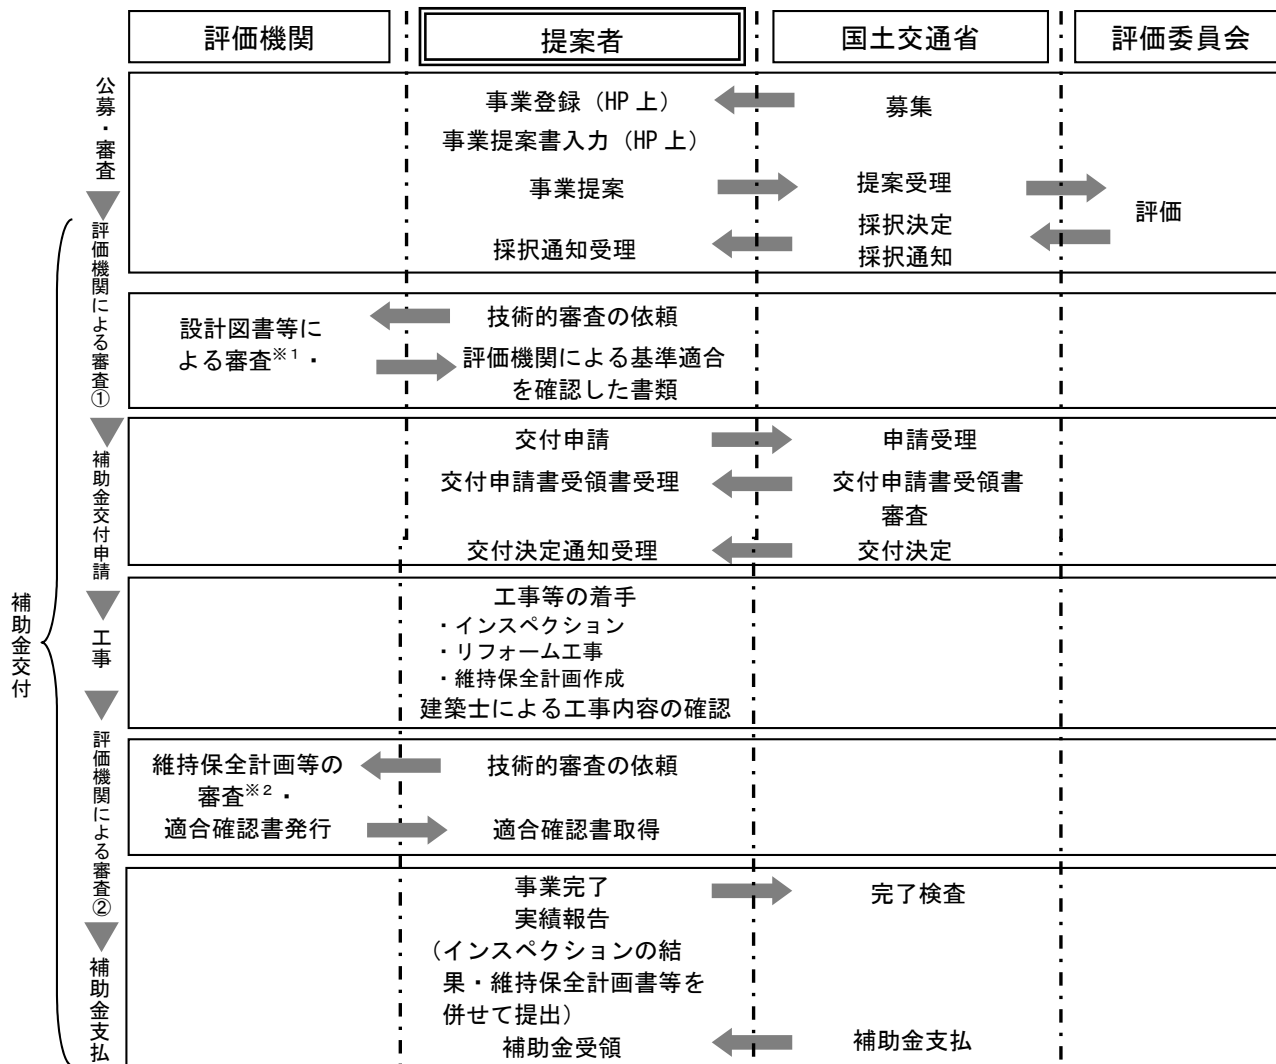 評価機関
提案者
国土交通省
評価委員会
公募・審査
事業登録（HP 上）
募集
事業提案書入力（HP 上）
事業提案
提案受理
評価
採択決定
採択通知受理
採択通知
補助金交付
評価機関による審査①
設計図書等に
よる審査※1・
技術的審査の依頼
評価機関による基準適合
を確認した書類
補助金交付申請
交付申請
申請受理
交付申請書受領書受理
交付申請書受領書
審査
交付決定通知受理
交付決定
工事
工事等の着手
・インスペクション
・リフォーム工事
・維持保全計画作成
建築士による工事内容の確認
評価機関による審査②
維持保全計画等の
審査※2・
適合確認書発行
技術的審査の依頼
適合確認書取得
補助金支払
事業完了
実績報告
（インスペクションの結
果・維持保全計画書等を
併せて提出）
完了検査
補助金受領
補助金支払